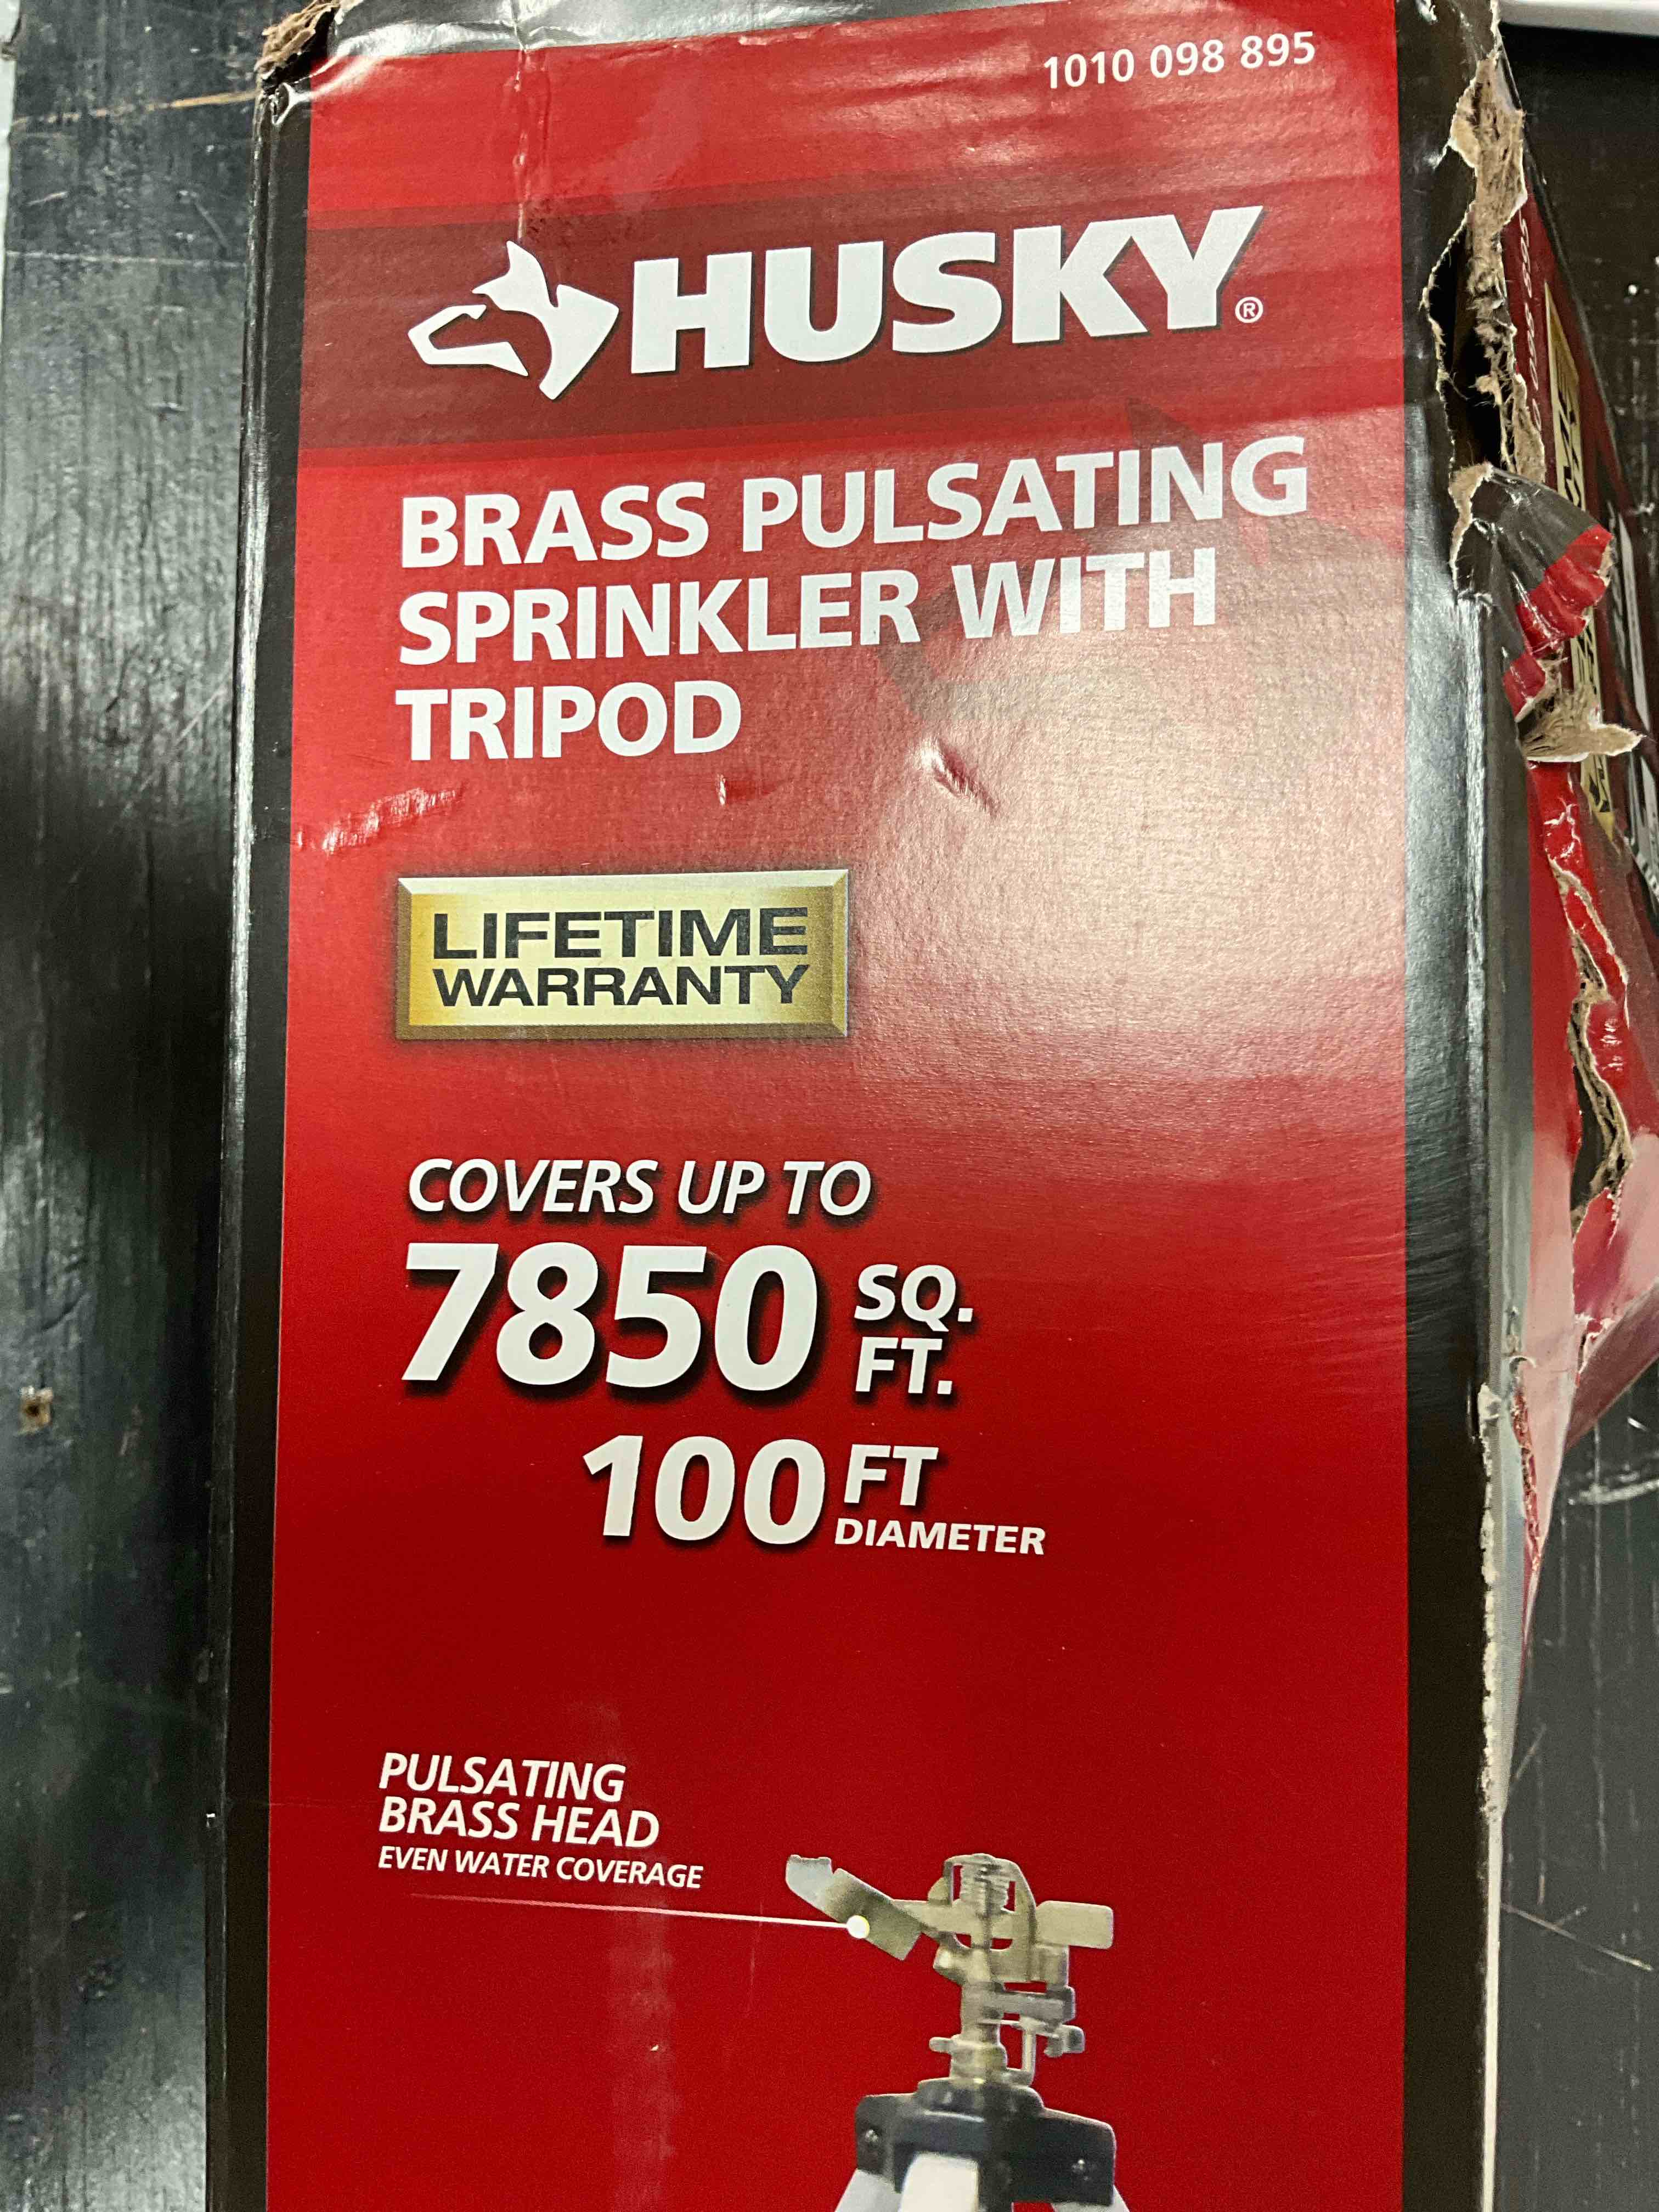 1010 098 895
HUSKY®
BRASS PULSATING
SPRINKLER WITH
TRIPOD
LIFETIME
WARRANTY
COVERS UP TO
7850 SQ.
FT.
100 FT
DIAMETER
PULSATING
BRASS HEAD
EVEN WATER COVERAGE